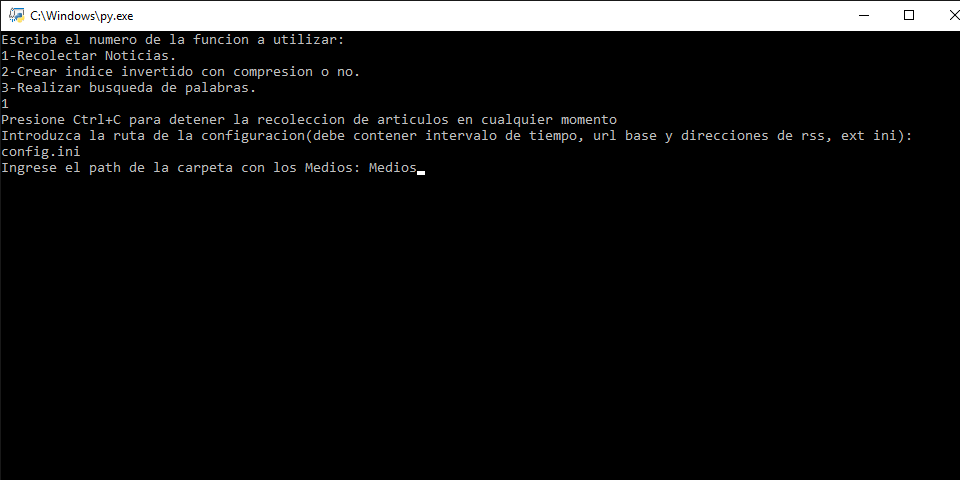 C:\Windows\py.exe
Escriba el numero de la funcion a utilizar:
1-Recolectar Noticias.
2-Crear indice invertido con compresion o no.
3-Realizar busqueda de palabras.
1
Presione Ctrl+C para detener la recoleccion de articulos en cualquier momento
Introduzca la ruta de la configuracion(debe contener intervalo de tiempo, url base y direcciones de rss, ext ini):
config.ini
Ingrese el path de la carpeta con los Medios: Medios